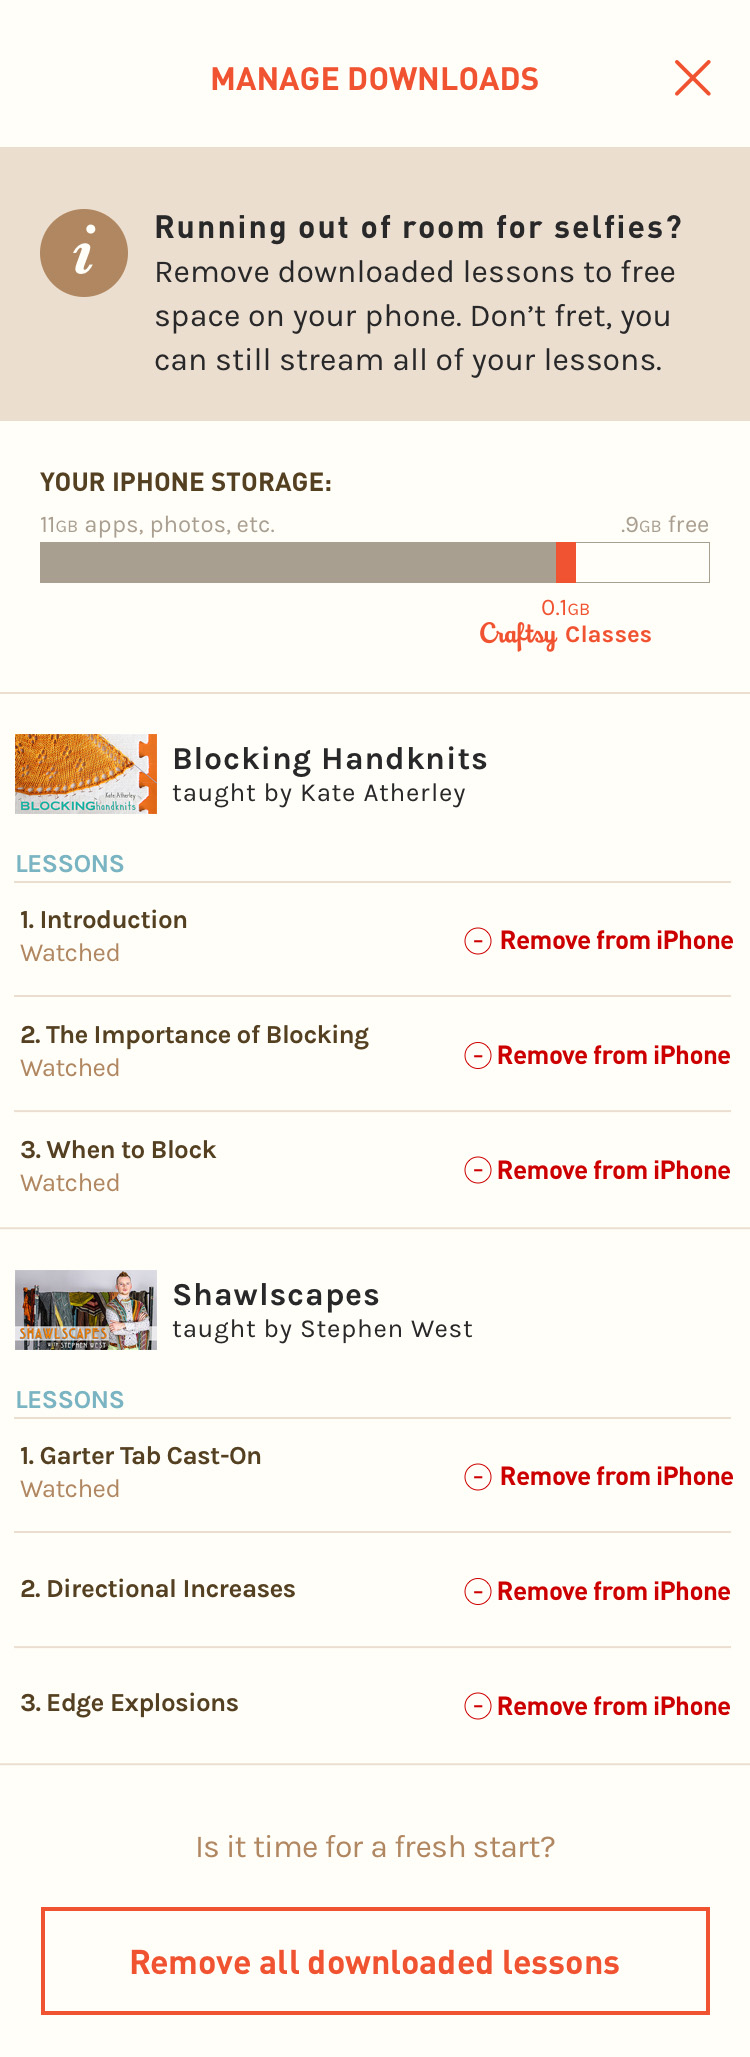 MANAGE DOWNLOADS
i
Running out of room for selfies?
Remove downloaded lessons to free
space on your phone. Don’t fret, you
can still stream all of your lessons.
YOUR IPHONE STORAGE:
11GB apps, photos, etc. .9GB free
0.1GB
Craftsy Classes
Blocking Handknits
taught by Kate Atherley
Kate Atherley
BLOCKINGhandknits
LESSONS
1. Introduction
Watched
- Remove from iPhone
2. The Importance of Blocking
Watched
- Remove from iPhone
3. When to Block
Watched
- Remove from iPhone
Shawlscapes
taught by Stephen West
SHAWLSCAPES
WITH STEPHEN WEST
LESSONS
1. Garter Tab Cast-On
Watched
- Remove from iPhone
2. Directional Increases
- Remove from iPhone
3. Edge Explosions
- Remove from iPhone
Is it time for a fresh start?
Remove all downloaded lessons